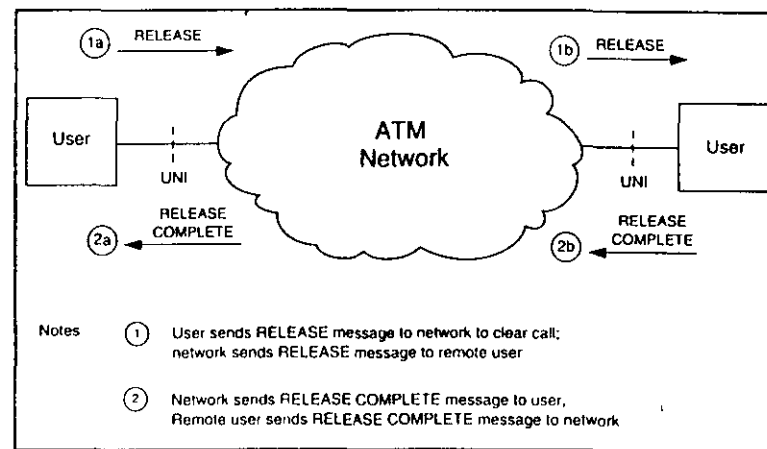 1a RELEASE
1b RELEASE
User
UNI
ATM
Network
UNI
User
2a RELEASE
COMPLETE
2b RELEASE
COMPLETE
Notes
1 User sends RELEASE message to network to clear call;
network sends RELEASE message to remote user
2 Network sends RELEASE COMPLETE message to user,
Remote user sends RELEASE COMPLETE message to network